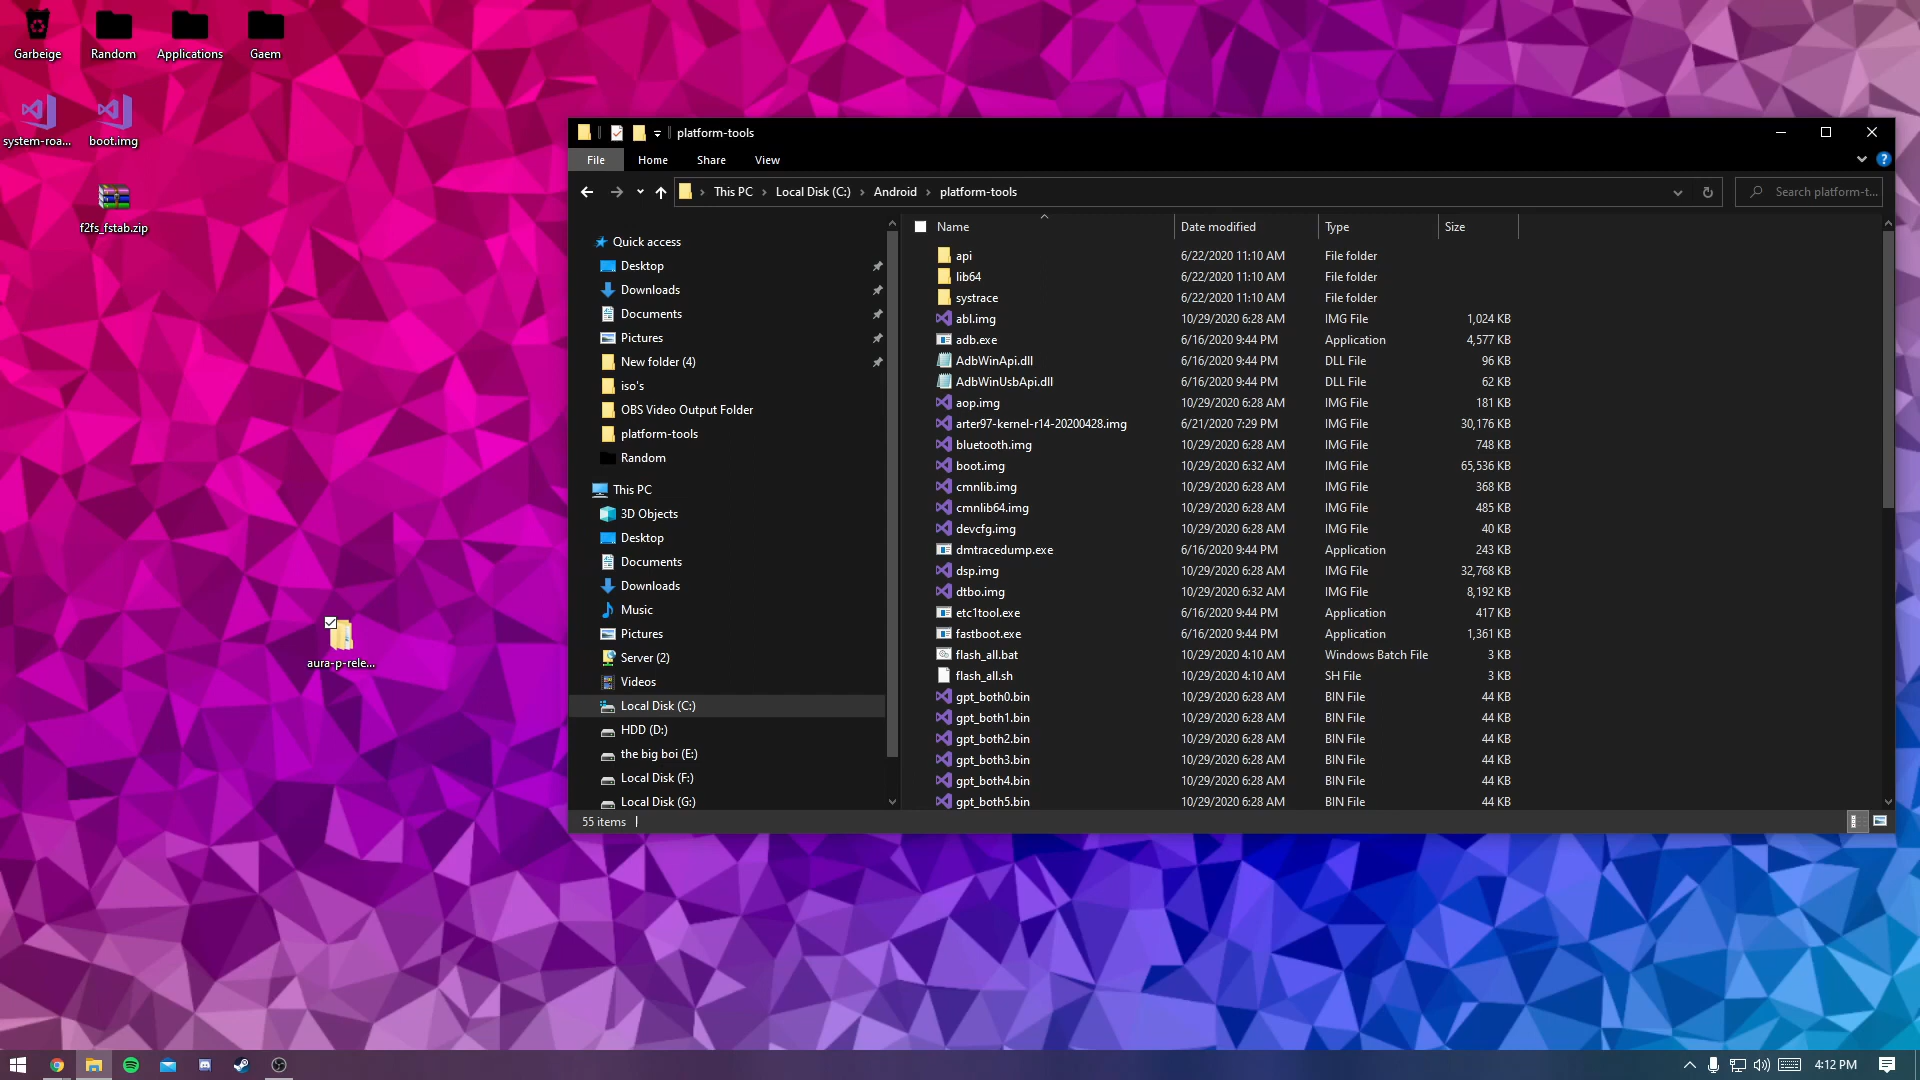 Garbeige
Random
Applications
Gaem
system-roa...
boot.img
f2fs_fstab.zip
aura-p-rele...
platform-tools
File
Home
Share
View
This PC
Local Disk (C:)
Android
platform-tools
Search platform-t...
Quick access
Desktop
Downloads
Documents
Pictures
New folder (4)
iso's
OBS Video Output Folder
platform-tools
Random
This PC
3D Objects
Desktop
Documents
Downloads
Music
Pictures
Server (2)
Videos
Local Disk (C:)
HDD (D:)
the big boi (E:)
Local Disk (F:)
Local Disk (G:)
Name Date modified Type Size
api 6/22/2020 11:10 AM File folder
lib64 6/22/2020 11:10 AM File folder
systrace 6/22/2020 11:10 AM File folder
abl.img 10/29/2020 6:28 AM IMG File 1,024 KB
adb.exe 6/16/2020 9:44 PM Application 4,577 KB
AdbWinApi.dll 6/16/2020 9:44 PM DLL File 96 KB
AdbWinUsbApi.dll 6/16/2020 9:44 PM DLL File 62 KB
aop.img 10/29/2020 6:28 AM IMG File 181 KB
arter97-kernel-r14-20200428.img 6/21/2020 7:29 PM IMG File 30,176 KB
bluetooth.img 10/29/2020 6:28 AM IMG File 748 KB
boot.img 10/29/2020 6:32 AM IMG File 65,536 KB
cmnlib.img 10/29/2020 6:28 AM IMG File 368 KB
cmnlib64.img 10/29/2020 6:28 AM IMG File 485 KB
devcfg.img 10/29/2020 6:28 AM IMG File 40 KB
dmtracedump.exe 6/16/2020 9:44 PM Application 243 KB
dsp.img 10/29/2020 6:28 AM IMG File 32,768 KB
dtbo.img 10/29/2020 6:32 AM IMG File 8,192 KB
etc1tool.exe 6/16/2020 9:44 PM Application 417 KB
fastboot.exe 6/16/2020 9:44 PM Application 1,361 KB
flash_all.bat 10/29/2020 4:10 AM Windows Batch File 3 KB
flash_all.sh 10/29/2020 4:10 AM SH File 3 KB
gpt_both0.bin 10/29/2020 6:28 AM BIN File 44 KB
gpt_both1.bin 10/29/2020 6:28 AM BIN File 44 KB
gpt_both2.bin 10/29/2020 6:28 AM BIN File 44 KB
gpt_both3.bin 10/29/2020 6:28 AM BIN File 44 KB
gpt_both4.bin 10/29/2020 6:28 AM BIN File 44 KB
gpt_both5.bin 10/29/2020 6:28 AM BIN File 44 KB
55 items
4:12 PM